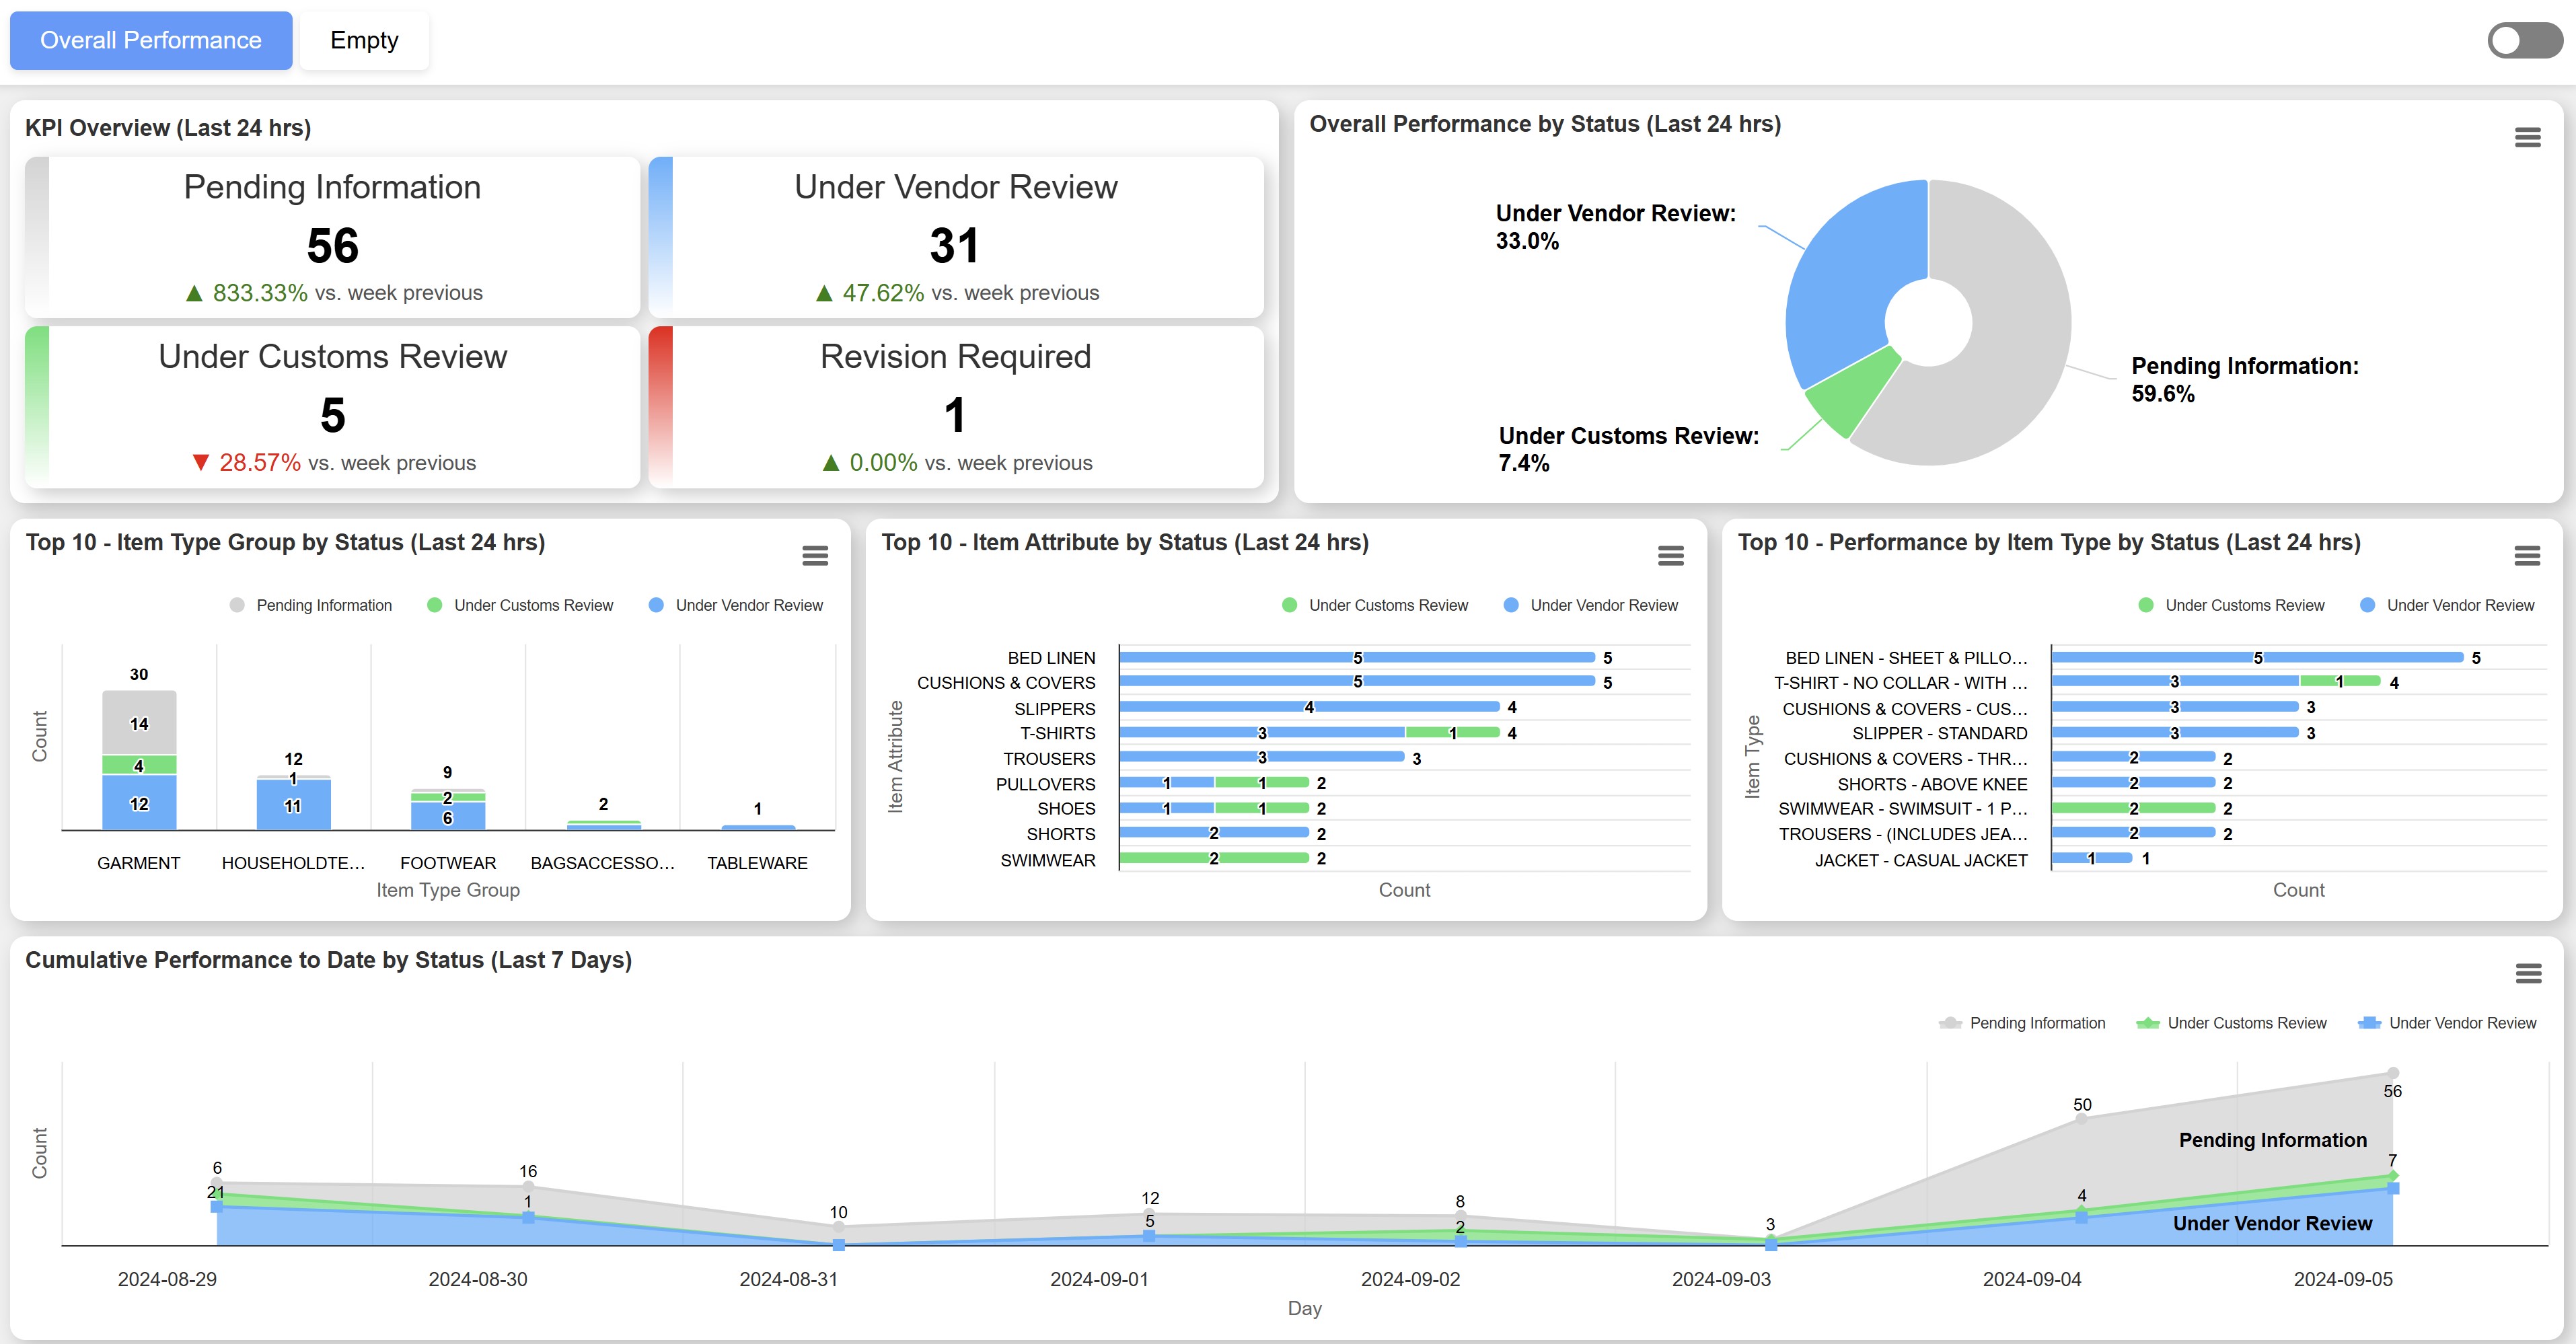 Overall Performance
Empty
KPI Overview (Last 24 hrs)
Pending Information
56
▲ 833.33% vs. week previous
Under Vendor Review
31
▲ 47.62% vs. week previous
Under Customs Review
5
▼ 28.57% vs. week previous
Revision Required
1
▲ 0.00% vs. week previous
Overall Performance by Status (Last 24 hrs)
Under Vendor Review:
33.0%
Pending Information:
59.6%
Under Customs Review:
7.4%
Top 10 - Item Type Group by Status (Last 24 hrs)
Pending Information
Under Customs Review
Under Vendor Review
Count
30
14
4
12
12
1
11
9
2
6
2
1
GARMENT
HOUSEHOLDTE...
FOOTWEAR
BAGSACCESSO...
TABLEWARE
Item Type Group
Top 10 - Item Attribute by Status (Last 24 hrs)
Under Customs Review
Under Vendor Review
Item Attribute
BED LINEN 5 5
CUSHIONS & COVERS 5 5
SLIPPERS 4 4
T-SHIRTS 3 1 4
TROUSERS 3 3
PULLOVERS 1 1 2
SHOES 1 1 2
SHORTS 2 2
SWIMWEAR 2 2
Count
Top 10 - Performance by Item Type by Status (Last 24 hrs)
Under Customs Review
Under Vendor Review
Item Type
BED LINEN - SHEET & PILLO... 5 5
T-SHIRT - NO COLLAR - WITH ... 3 1 4
CUSHIONS & COVERS - CUS... 3 3
SLIPPER - STANDARD 3 3
CUSHIONS & COVERS - THR... 2 2
SHORTS - ABOVE KNEE 2 2
SWIMWEAR - SWIMSUIT - 1 P... 2 2
TROUSERS - (INCLUDES JEA... 2 2
JACKET - CASUAL JACKET 1 1
Count
Cumulative Performance to Date by Status (Last 7 Days)
Pending Information
Under Customs Review
Under Vendor Review
Count
6
21
16
1
10
12
5
8
2
3
50
4
56
7
Pending Information
Under Vendor Review
2024-08-29
2024-08-30
2024-08-31
2024-09-01
2024-09-02
2024-09-03
2024-09-04
2024-09-05
Day